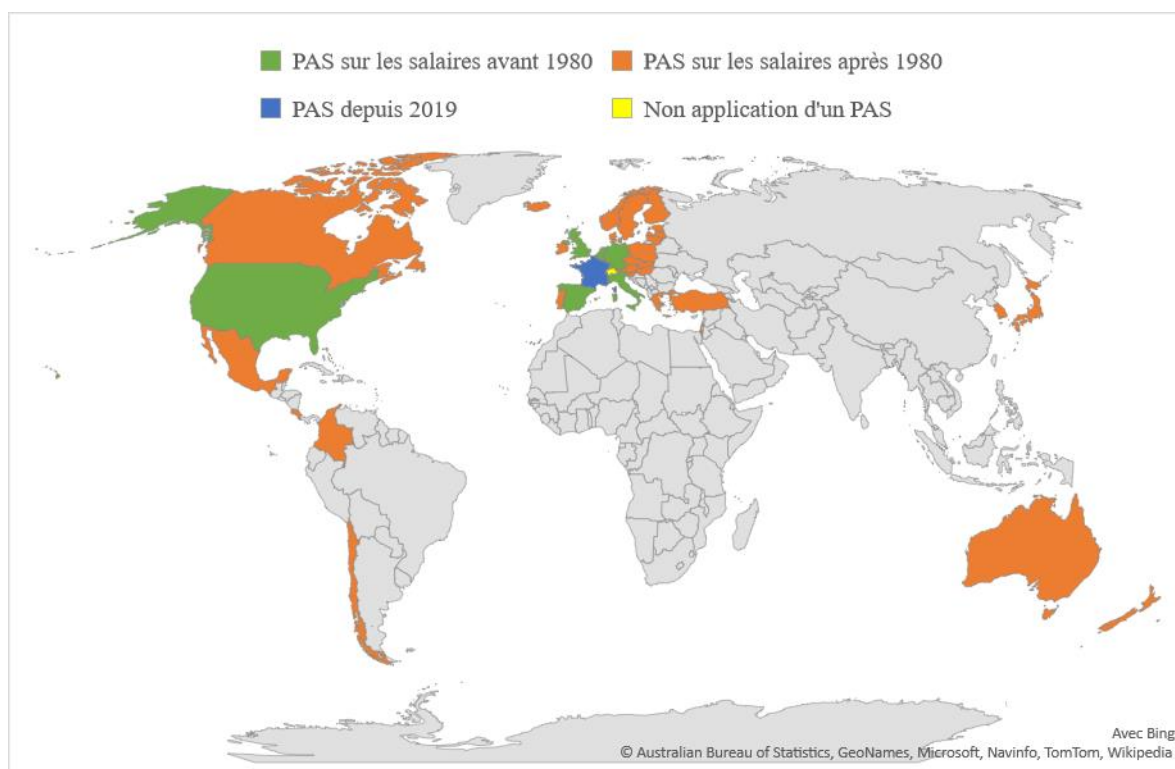 PAS sur les salaires avant 1980
PAS sur les salaires après 1980
PAS depuis 2019
Non application d'un PAS
Avec Bing
© Australian Bureau of Statistics, GeoNames, Microsoft, Navinfo, TomTom, Wikipedia